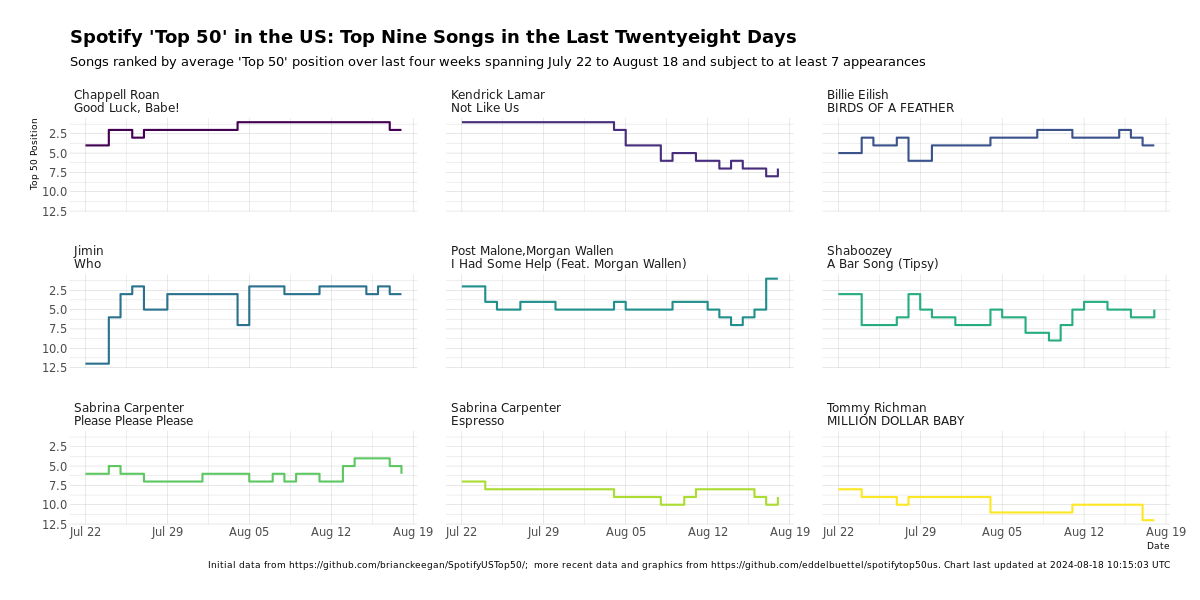 Spotify 'Top 50' in the US: Top Nine Songs in the Last Twentyeight Days
Songs ranked by average 'Top 50' position over last four weeks spanning July 22 to August 18 and subject to at least 7 appearances
Chappell Roan
Good Luck, Babe!
Kendrick Lamar
Not Like Us
Billie Eilish
BIRDS OF A FEATHER
Top 50 Position
2.5
5.0
7.5
10.0
12.5
Jimin
Who
Post Malone,Morgan Wallen
I Had Some Help (Feat. Morgan Wallen)
Shaboozey
A Bar Song (Tipsy)
2.5
5.0
7.5
10.0
12.5
Sabrina Carpenter
Please Please Please
Sabrina Carpenter
Espresso
Tommy Richman
MILLION DOLLAR BABY
2.5
5.0
7.5
10.0
12.5
Jul 22 Jul 29 Aug 05 Aug 12 Aug 19 Jul 22 Jul 29 Aug 05 Aug 12 Aug 19 Jul 22 Jul 29 Aug 05 Aug 12 Aug 19
Date
Initial data from https://github.com/brianckeegan/SpotifyUSTop50/;  more recent data and graphics from https://github.com/eddelbuettel/spotifytop50us. Chart last updated at 2024-08-18 10:15:03 UTC